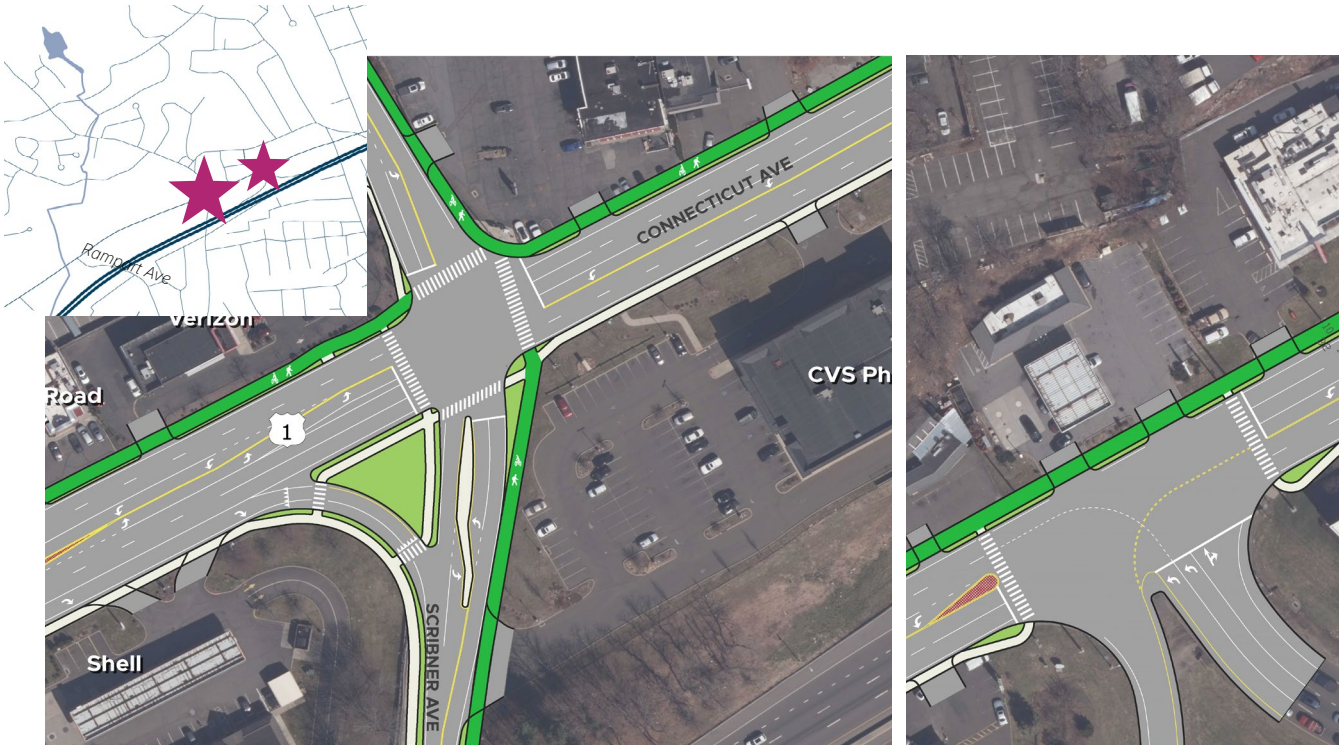 Rampart Ave
Verizon
Road
1
CONNECTICUT AVE
CVS Ph
Shell
SCRIBNER AVE